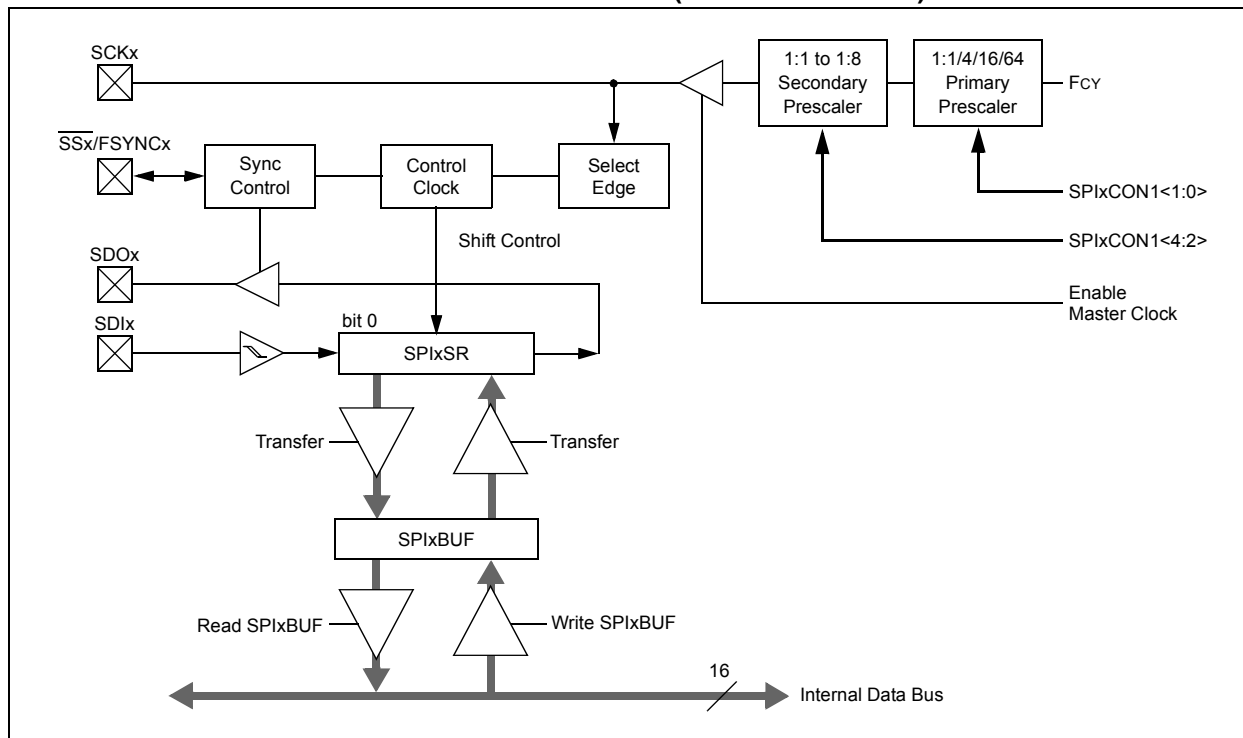 SCKx
1:1 to 1:8
Secondary
Prescaler
1:1/4/16/64
Primary
Prescaler
FCY
SSx/FSYNCx
Sync
Control
Control
Clock
Select
Edge
SPIxCON1<1:0>
Shift Control
SPIxCON1<4:2>
SDOx
Enable
Master Clock
bit 0
SDIx
SPIxSR
Transfer
Transfer
SPIxBUF
Read SPIxBUF
Write SPIxBUF
16
Internal Data Bus